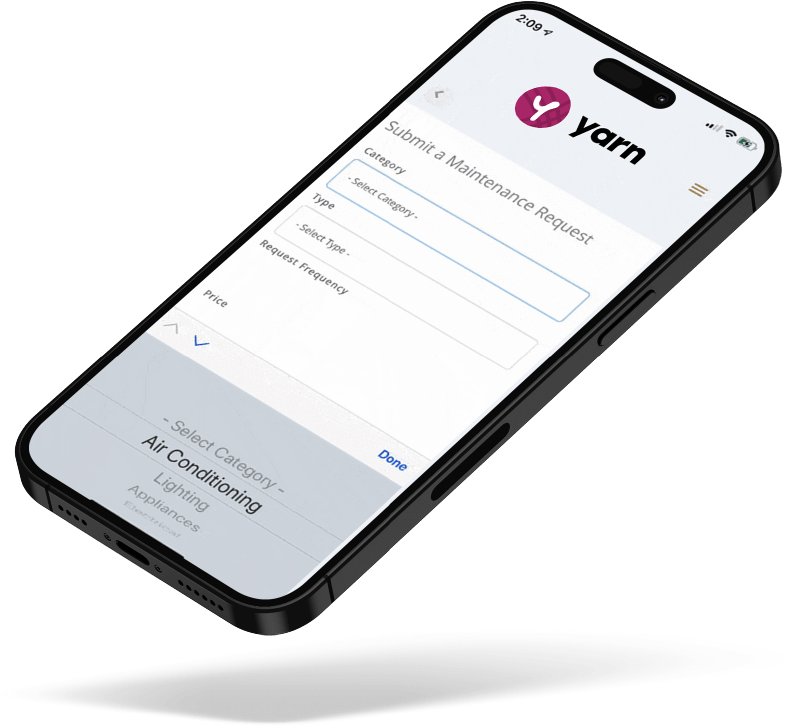 2:09
yarn
Submit a Maintenance Request
Category
- Select Category -
Type
- Select Type -
Request Frequency
Price
Done
- Select Category -
Air Conditioning
Lighting
Appliances
Electrical